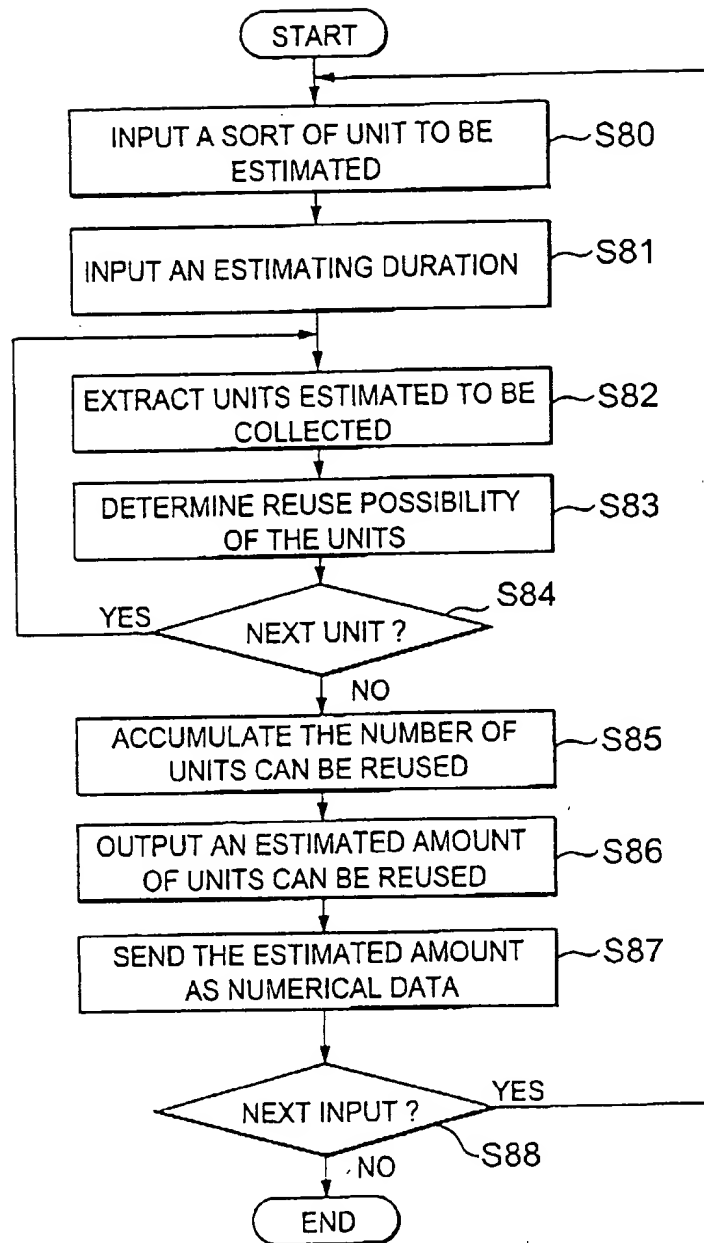 START
INPUT A SORT OF UNIT TO BE
ESTIMATED
S80
INPUT AN ESTIMATING DURATION
S81
EXTRACT UNITS ESTIMATED TO BE
COLLECTED
S82
DETERMINE REUSE POSSIBILITY
OF THE UNITS
S83
YES
NEXT UNIT ?
S84
NO
ACCUMULATE THE NUMBER OF
UNITS CAN BE REUSED
S85
OUTPUT AN ESTIMATED AMOUNT
OF UNITS CAN BE REUSED
S86
SEND THE ESTIMATED AMOUNT
AS NUMERICAL DATA
S87
NEXT INPUT ?
YES
S88
NO
END